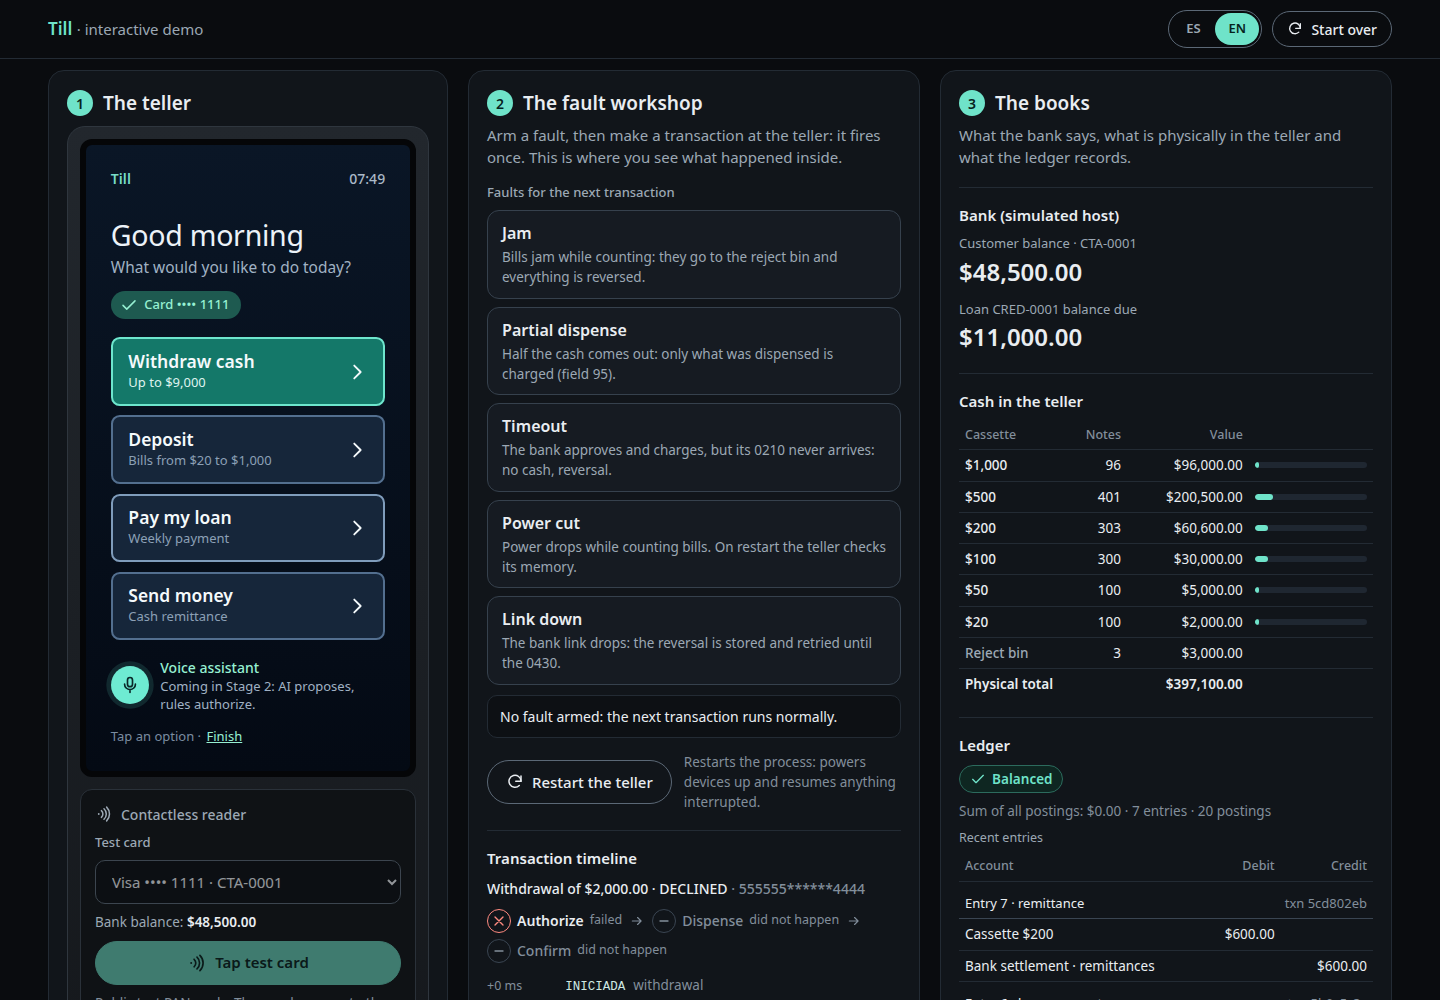 Till · interactive demo
ES EN Start over
1 The teller
Till 07:49
Good morning
What would you like to do today?
Card •••• 1111
Withdraw cash
Up to $9,000
Deposit
Bills from $20 to $1,000
Pay my loan
Weekly payment
Send money
Cash remittance
Voice assistant
Coming in Stage 2: AI proposes,
rules authorize.
Tap an option · Finish
Contactless reader
Test card
Visa •••• 1111 · CTA-0001
Bank balance: $48,500.00
Tap test card
2 The fault workshop
Arm a fault, then make a transaction at the teller: it fires
once. This is where you see what happened inside.
Faults for the next transaction
Jam
Bills jam while counting: they go to the reject bin and
everything is reversed.
Partial dispense
Half the cash comes out: only what was dispensed is
charged (field 95).
Timeout
The bank approves and charges, but its 0210 never arrives:
no cash, reversal.
Power cut
Power drops while counting bills. On restart the teller checks
its memory.
Link down
The bank link drops: the reversal is stored and retried until
the 0430.
No fault armed: the next transaction runs normally.
Restart the teller
Restarts the process: powers
devices up and resumes anything
interrupted.
Transaction timeline
Withdrawal of $2,000.00 · DECLINED · 555555******4444
Authorize failed → Dispense did not happen →
Confirm did not happen
+0 ms INICIADA withdrawal
3 The books
What the bank says, what is physically in the teller and
what the ledger records.
Bank (simulated host)
Customer balance · CTA-0001
$48,500.00
Loan CRED-0001 balance due
$11,000.00
Cash in the teller
Cassette Notes Value
$1,000 96 $96,000.00
$500 401 $200,500.00
$200 303 $60,600.00
$100 300 $30,000.00
$50 100 $5,000.00
$20 100 $2,000.00
Reject bin 3 $3,000.00
Physical total $397,100.00
Ledger
Balanced
Sum of all postings: $0.00 · 7 entries · 20 postings
Recent entries
Account Debit Credit
Entry 7 · remittance txn 5cd802eb
Cassette $200 $600.00
Bank settlement · remittances $600.00